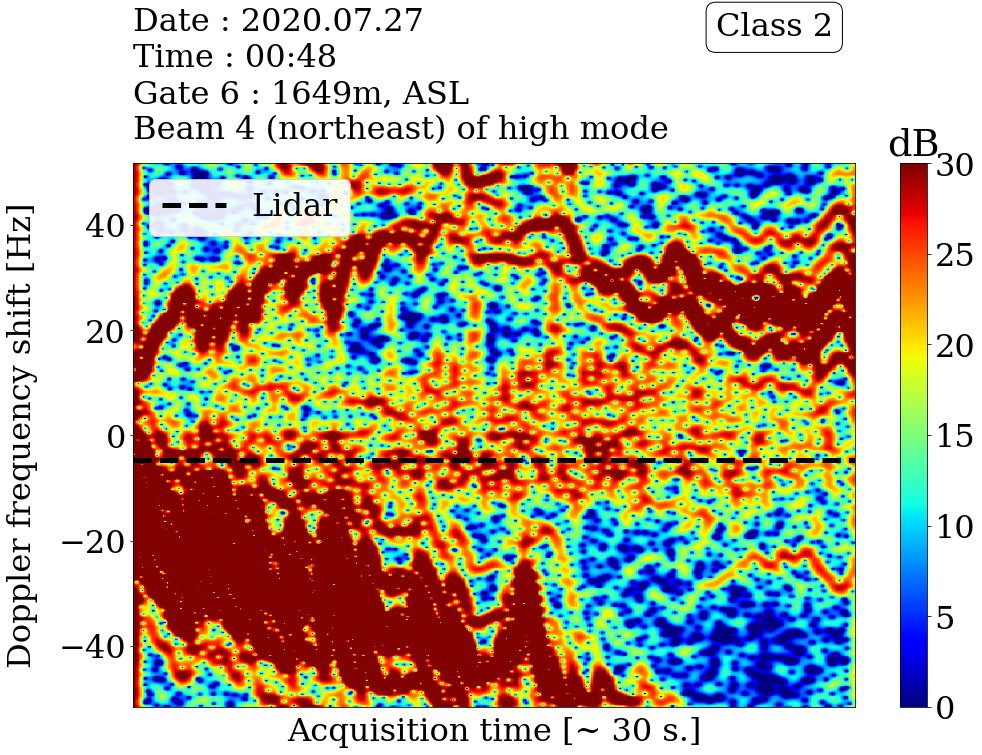 Date : 2020.07.27
Time : 00:48
Gate 6 : 1649m, ASL
Beam 4 (northeast) of high mode
Class 2
dB
Lidar
Doppler frequency shift [Hz]
40
20
0
−20
−40
30
25
20
15
10
5
0
Acquisition time [~ 30 s.]